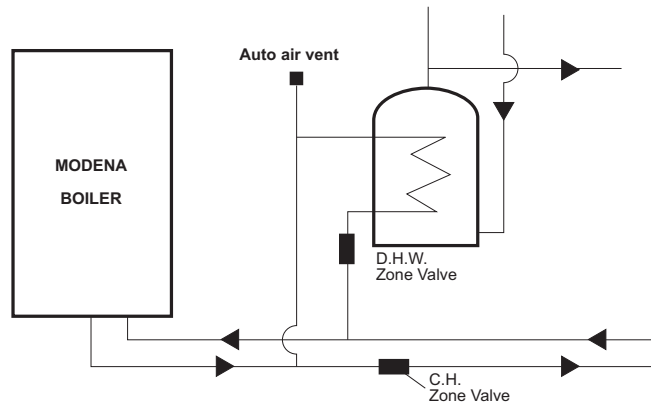 Auto air vent
MODENA
BOILER
D.H.W.
Zone Valve
C.H.
Zone Valve